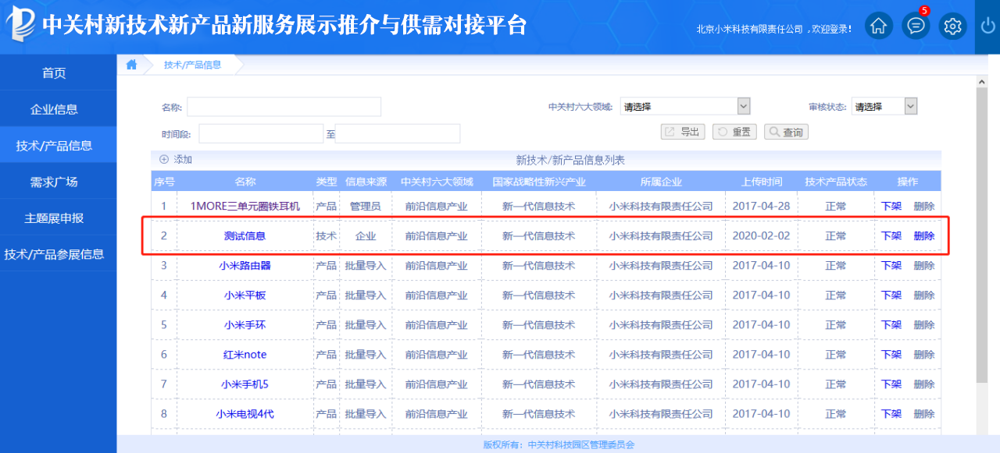 中关村新技术新产品新服务展示推介与供需对接平台
北京小米科技有限责任公司 ,欢迎登录!
5
首页
企业信息
技术/产品信息
需求广场
主题展申报
技术/产品参展信息
技术/产品信息
名称:
中关村六大领域: 请选择
审核状态: 请选择
时间段: 至
导出 重置 查询
添加
新技术/新产品信息列表
序号 名称 类型 信息来源 中关村六大领域 国家战略性新兴产业 所属企业 上传时间 技术产品状态 操作
1 1MORE三单元圈铁耳机 产品 管理员 前沿信息产业 新一代信息技术 小米科技有限责任公司 2017-04-28 正常 下架 删除
2 测试信息 技术 企业 前沿信息产业 新一代信息技术 小米科技有限责任公司 2020-02-02 正常 下架 删除
3 小米路由器 产品 批量导入 前沿信息产业 新一代信息技术 小米科技有限责任公司 2017-04-10 正常 下架 删除
4 小米平板 产品 批量导入 前沿信息产业 新一代信息技术 小米科技有限责任公司 2017-04-10 正常 下架 删除
5 小米手环 产品 批量导入 前沿信息产业 新一代信息技术 小米科技有限责任公司 2017-04-10 正常 下架 删除
6 红米note 产品 批量导入 前沿信息产业 新一代信息技术 小米科技有限责任公司 2017-04-10 正常 下架 删除
7 小米手机5 产品 批量导入 前沿信息产业 新一代信息技术 小米科技有限责任公司 2017-04-10 正常 下架 删除
8 小米电视4代 产品 批量导入 前沿信息产业 新一代信息技术 小米科技有限责任公司 2017-04-10 正常 下架 删除
版权所有: 中关村科技园区管理委员会